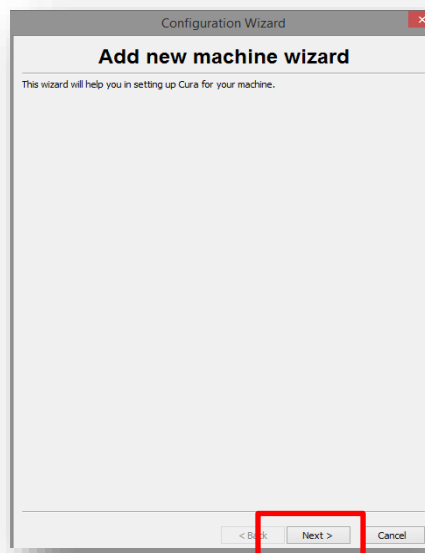 Configuration Wizard
Add new machine wizard
This wizard will help you in setting up Cura for your machine.
< Back Next > Cancel